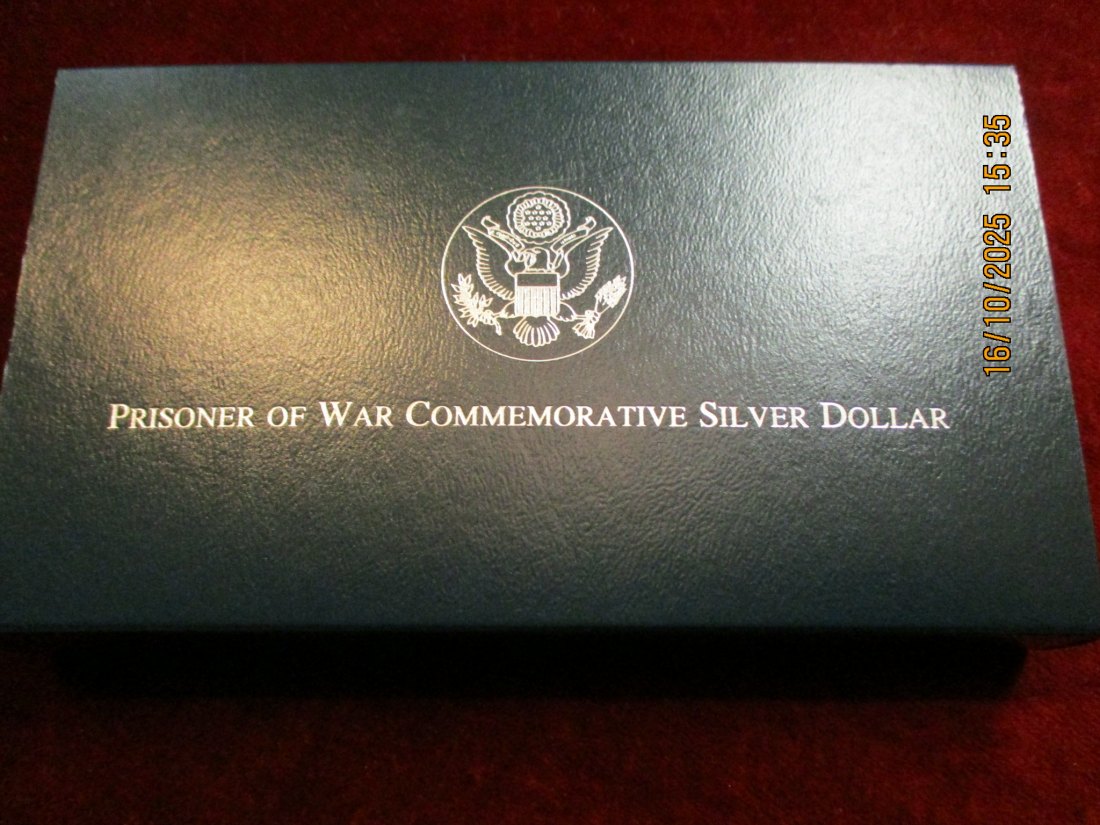 PRISONER OF WAR COMMEMORATIVE SILVER DOLLAR
16/10/2025 15:35